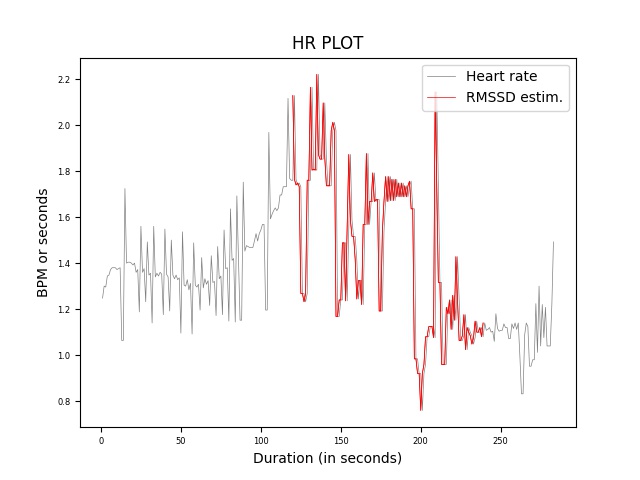 HR PLOT
Heart rate
RMSSD estim.
BPM or seconds
2.2
2.0
1.8
1.6
1.4
1.2
1.0
0.8
0 50 100 150 200 250
Duration (in seconds)